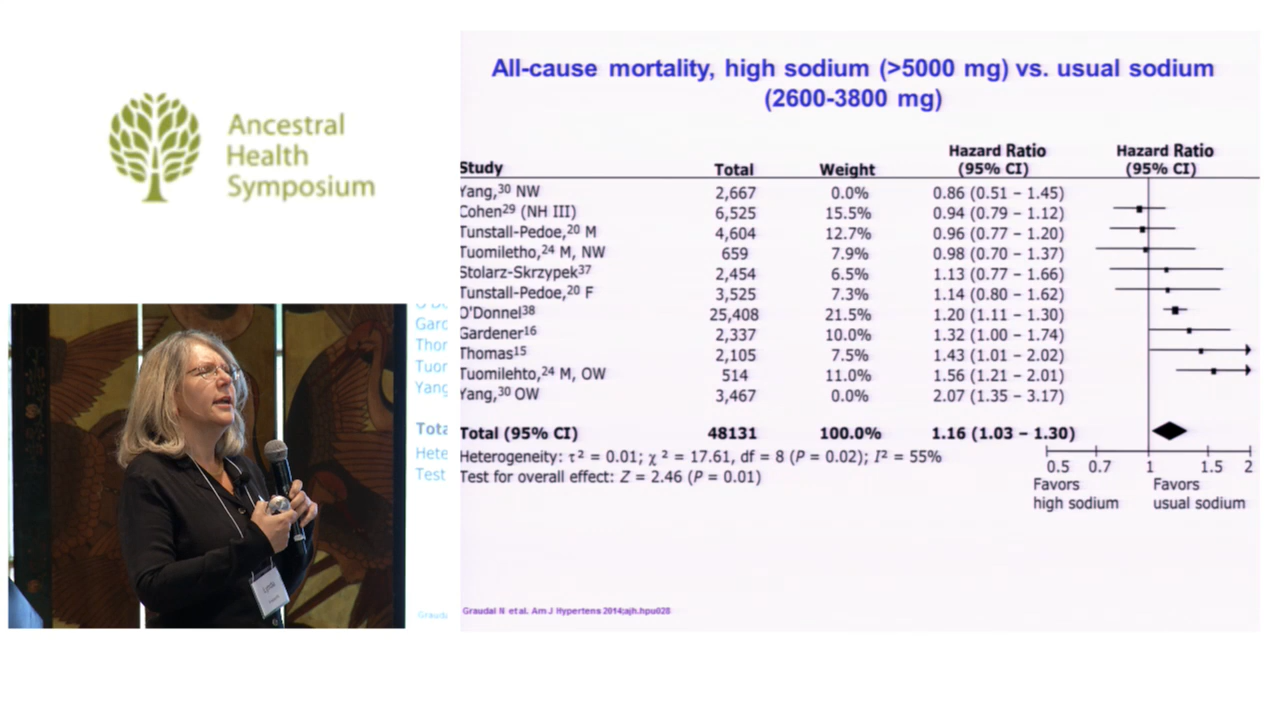 Ancestral
Health
Symposium
All-cause mortality, high sodium (>5000 mg) vs. usual sodium
(2600-3800 mg)
Study Total Weight Hazard Ratio (95% CI) Hazard Ratio (95% CI)
Yang,30 NW 2,667 0.0% 0.86 (0.51 – 1.45)
Cohen29 (NH III) 6,525 15.5% 0.94 (0.79 – 1.12)
Tunstall-Pedoe,20 M 4,604 12.7% 0.96 (0.77 – 1.20)
Tuomiletho,24 M, NW 659 7.9% 0.98 (0.70 – 1.37)
Stolarz-Skrzypek37 2,454 6.5% 1.13 (0.77 – 1.66)
Tunstall-Pedoe,20 F 3,525 7.3% 1.14 (0.80 – 1.62)
O'Donnel38 25,408 21.5% 1.20 (1.11 – 1.30)
Gardener16 2,337 10.0% 1.32 (1.00 – 1.74)
Thomas15 2,105 7.5% 1.43 (1.01 – 2.02)
Tuomilehto,24 M, OW 514 11.0% 1.56 (1.21 – 2.01)
Yang,30 OW 3,467 0.0% 2.07 (1.35 – 3.17)
Total (95% CI) 48131 100.0% 1.16 (1.03 – 1.30)
Heterogeneity: τ2 = 0.01; χ 2 = 17.61, df = 8 (P = 0.02); I2 = 55%
Test for overall effect: Z = 2.46 (P = 0.01)
0.5 0.7 1 1.5 2
Favors Favors
high sodium usual sodium
Graudal N et al. Am J Hypertens 2014;ajh.hpu028
Gard
Thor
Tuor
Yang
Tota
Hete
Test
Graud
Lynda